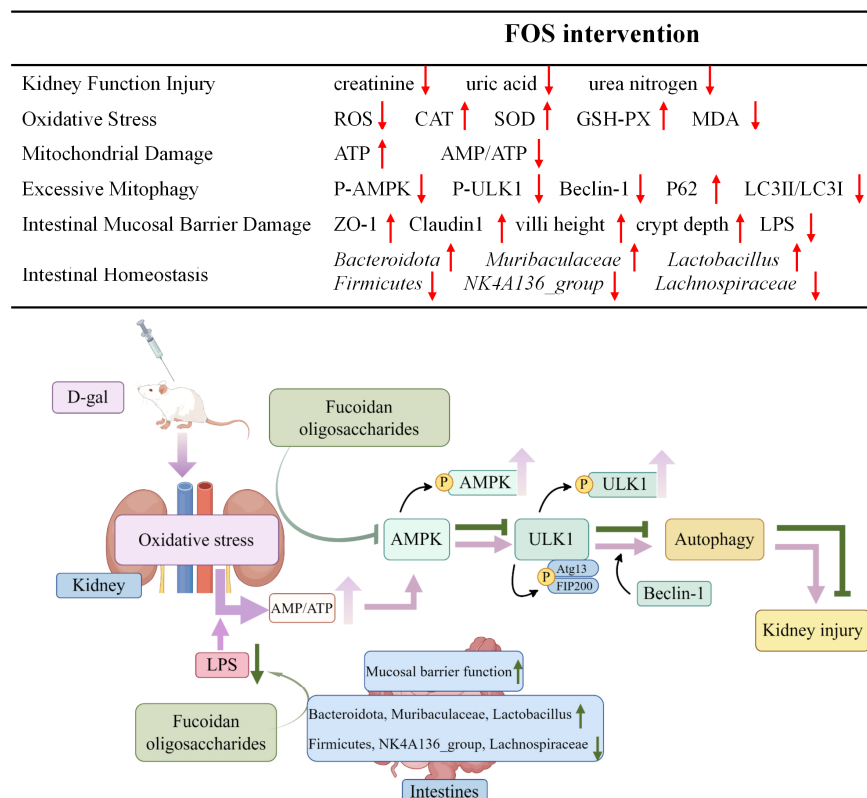 FOS intervention
Kidney Function Injury creatinine↓ uric acid↓ urea nitrogen↓
Oxidative Stress ROS↓ CAT↑ SOD↑ GSH-PX↑ MDA↓
Mitochondrial Damage ATP↑ AMP/ATP↓
Excessive Mitophagy P-AMPK↓ P-ULK1↓ Beclin-1↓ P62↑ LC3II/LC3I↓
Intestinal Mucosal Barrier Damage ZO-1↑ Claudin1↑ villi height↑ crypt depth↑ LPS↓
Intestinal Homeostasis
Bacteroidota↑ Muribaculaceae↑ Lactobacillus↑
Firmicutes↓ NK4A136_group↓ Lachnospiraceae↓
D-gal
Fucoidan
oligosaccharides
P AMPK
P ULK1
Oxidative stress
AMPK
ULK1
Autophagy
Atg13
P
FIP200
Kidney
Beclin-1
AMP/ATP
Kidney injury
LPS
Mucosal barrier function
Fucoidan
oligosaccharides
Bacteroidota, Muribaculaceae, Lactobacillus
Firmicutes, NK4A136_group, Lachnospiraceae
Intestines